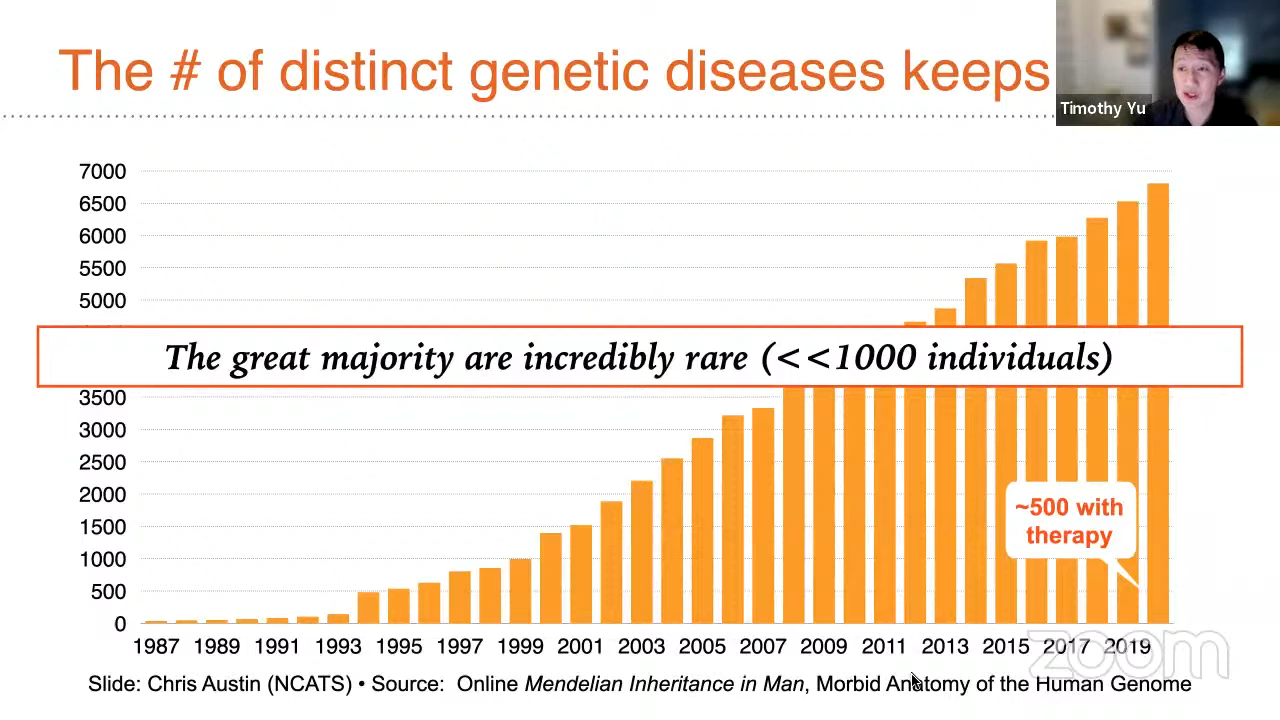 The # of distinct genetic diseases keeps
Timothy Yu
7000
6500
6000
5500
5000
The great majority are incredibly rare (<<1000 individuals)
3500
3000
2500
2000
1500
1000
500
0
~500 with
therapy
1987 1989 1991 1993 1995 1997 1999 2001 2003 2005 2007 2009 2011 2013 2015 2017 2019
zoom
Slide: Chris Austin (NCATS) • Source: Online Mendelian Inheritance in Man, Morbid Anatomy of the Human Genome